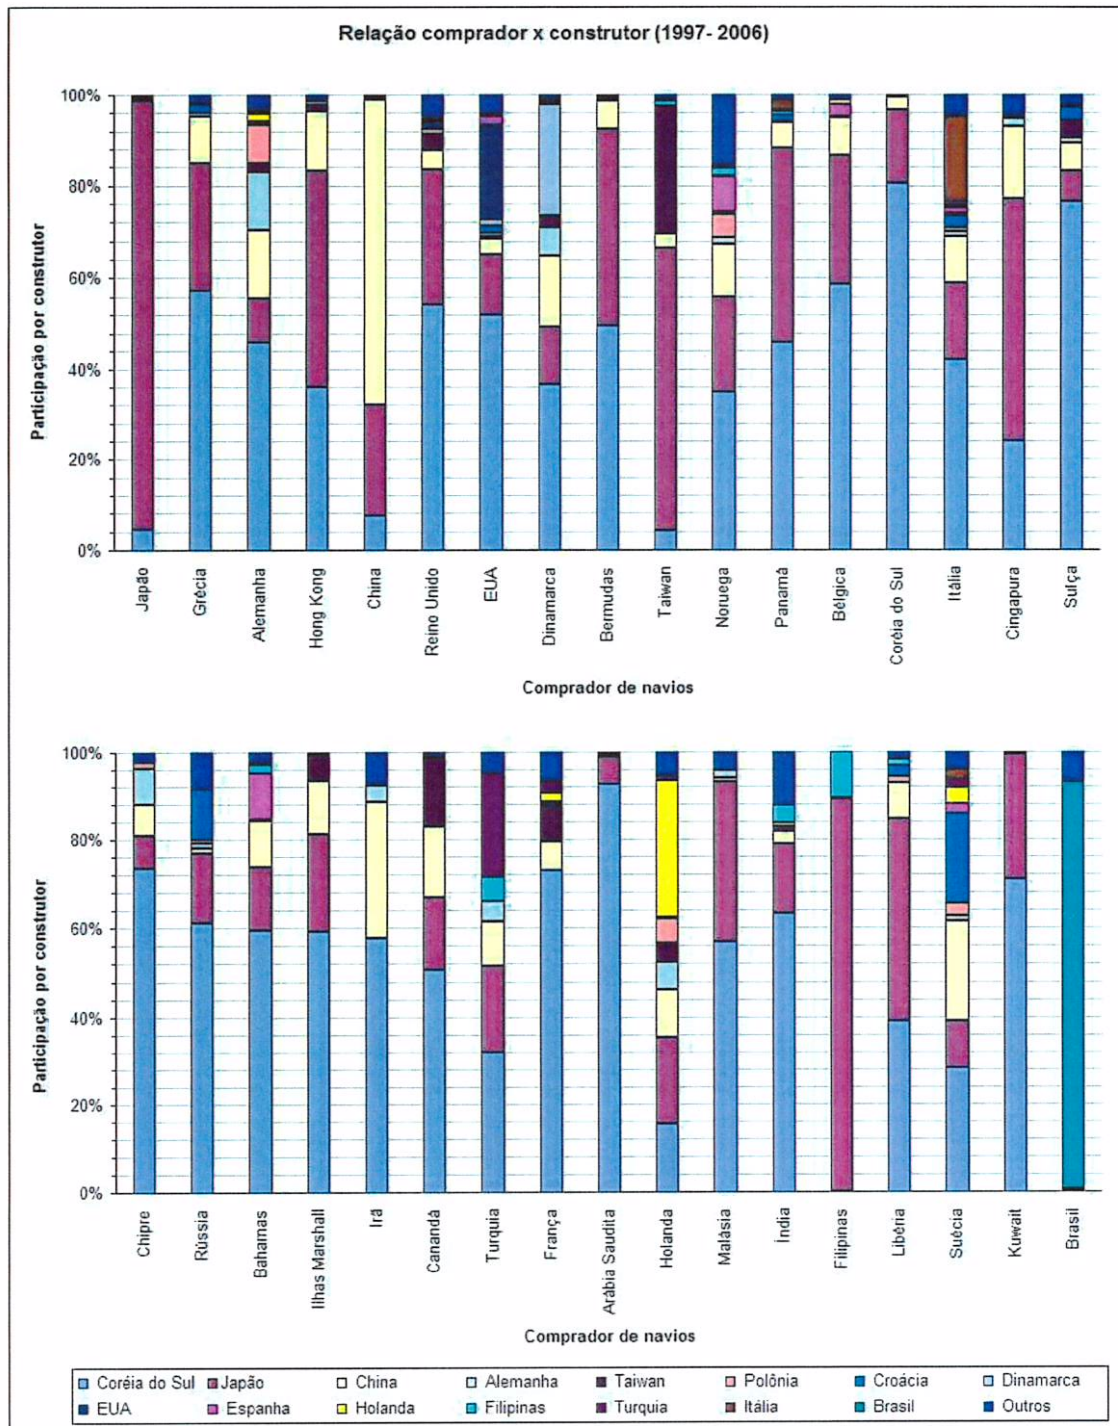 Relação comprador x construtor (1997- 2006)
100%
80%
60%
40%
20%
0%
Participação por construtor
Japão
Grécia
Alemanha
Hong Kong
China
Reino Unido
EUA
Dinamarca
Bermudas
Taiwan
Noruega
Panamá
Bélgica
Coréia do Sul
Itália
Cingapura
Suíça
Comprador de navios
100%
80%
60%
40%
20%
0%
Participação por construtor
Chipre
Rússia
Bahamas
Ilhas Marshall
Irã
Canandá
Turquia
França
Arábia Saudita
Holanda
Malásia
Índia
Filipinas
Libéria
Suécia
Kuwait
Brasil
Comprador de navios
Coréia do Sul Japão China Alemanha Taiwan Polônia Croácia Dinamarca
EUA Espanha Holanda Filipinas Turquia Itália Brasil Outros